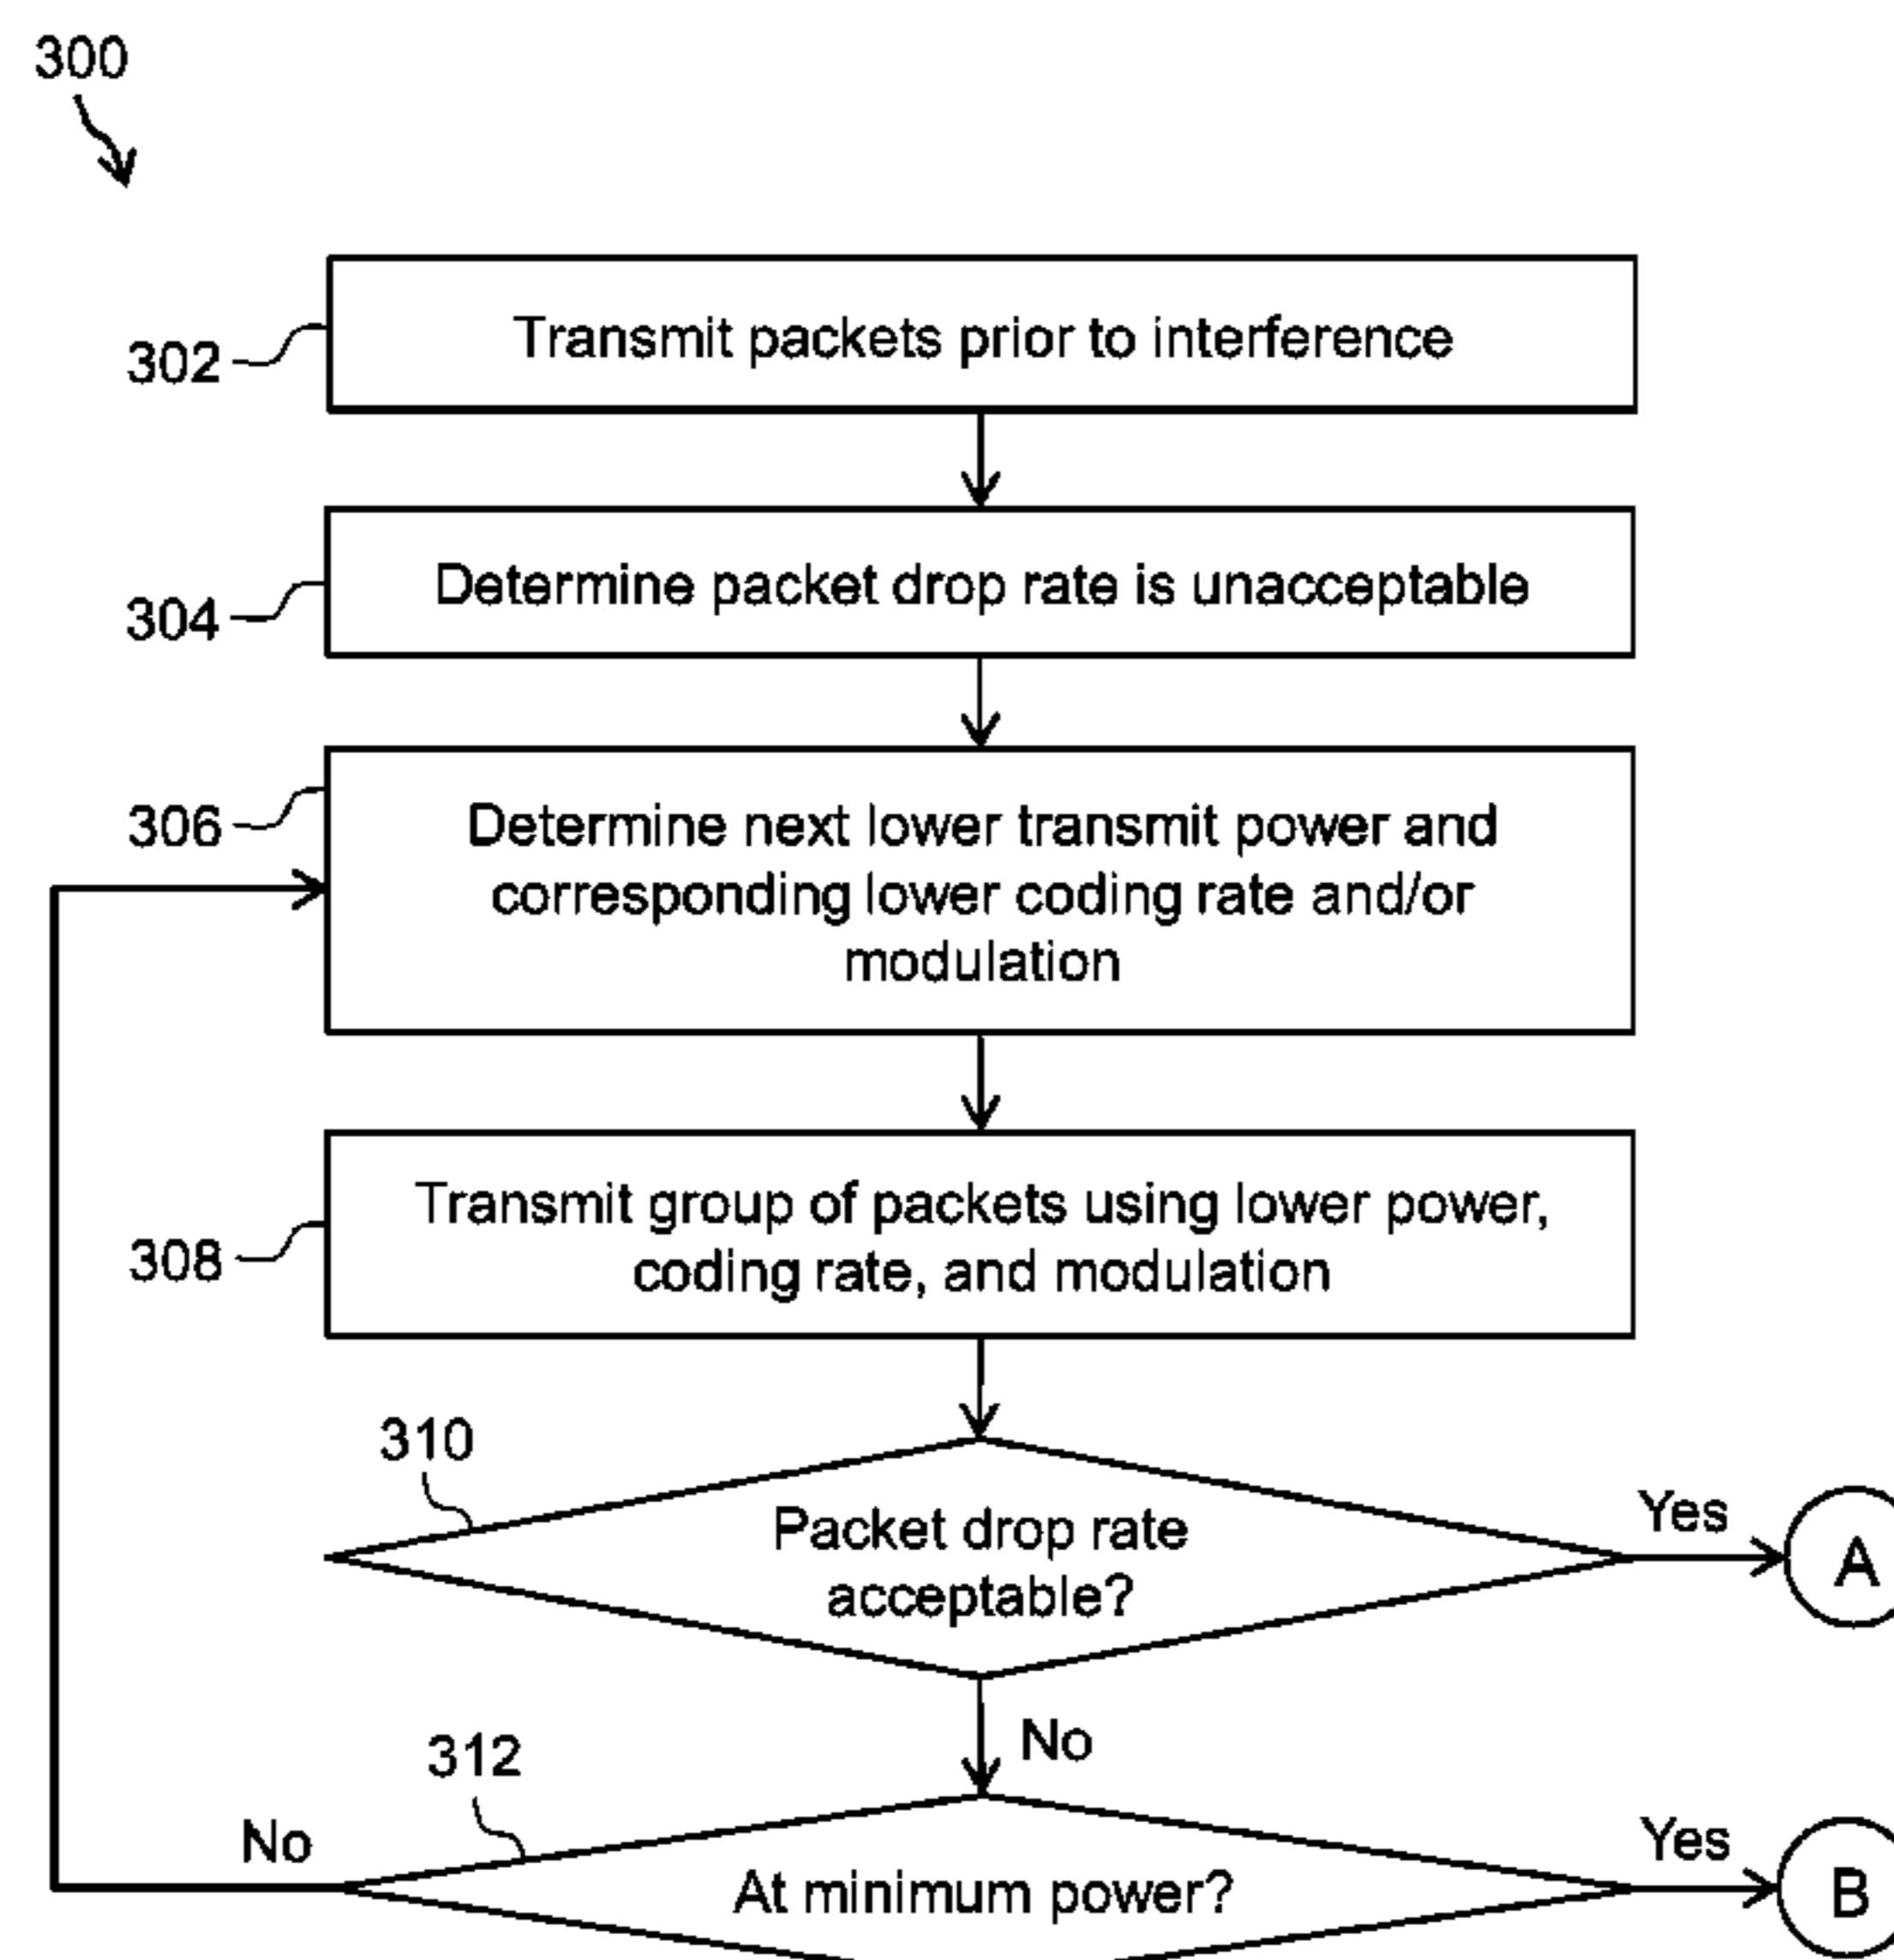 300
302
Transmit packets prior to interference
304
Determine packet drop rate is unacceptable
306
Determine next lower transmit power and
corresponding lower coding rate and/or
modulation
308
Transmit group of packets using lower power,
coding rate, and modulation
310
Packet drop rate
acceptable?
Yes
A
No
312
No
At minimum power?
Yes
B